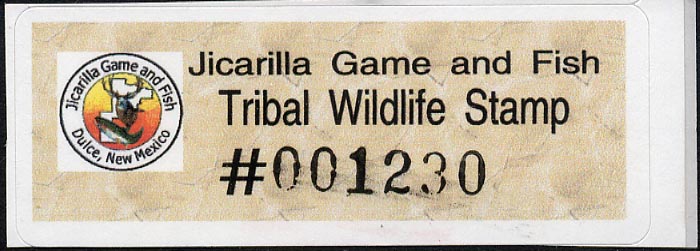 Jicarilla Game and Fish
Dulce, New Mexico
Jicarilla Game and Fish
Tribal Wildlife Stamp
#001230